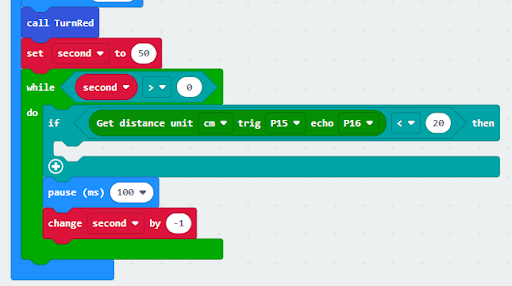 call TurnRed
set second to 50
while second > 0
do
if Get distance unit cm trig P15 echo P16 < 20 then
pause (ms) 100
change second by -1